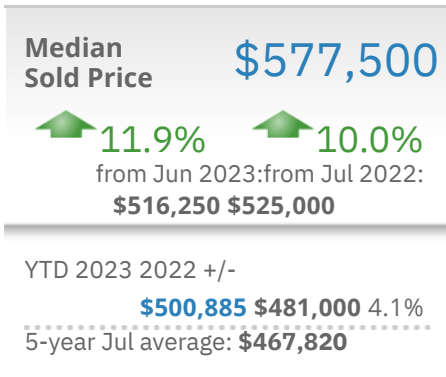 Median
Sold Price
$577,500
11.9%
10.0%
from Jun 2023:from Jul 2022:
$516,250 $525,000
YTD 2023 2022 +/-
$500,885 $481,000 4.1%
5-year Jul average: $467,820